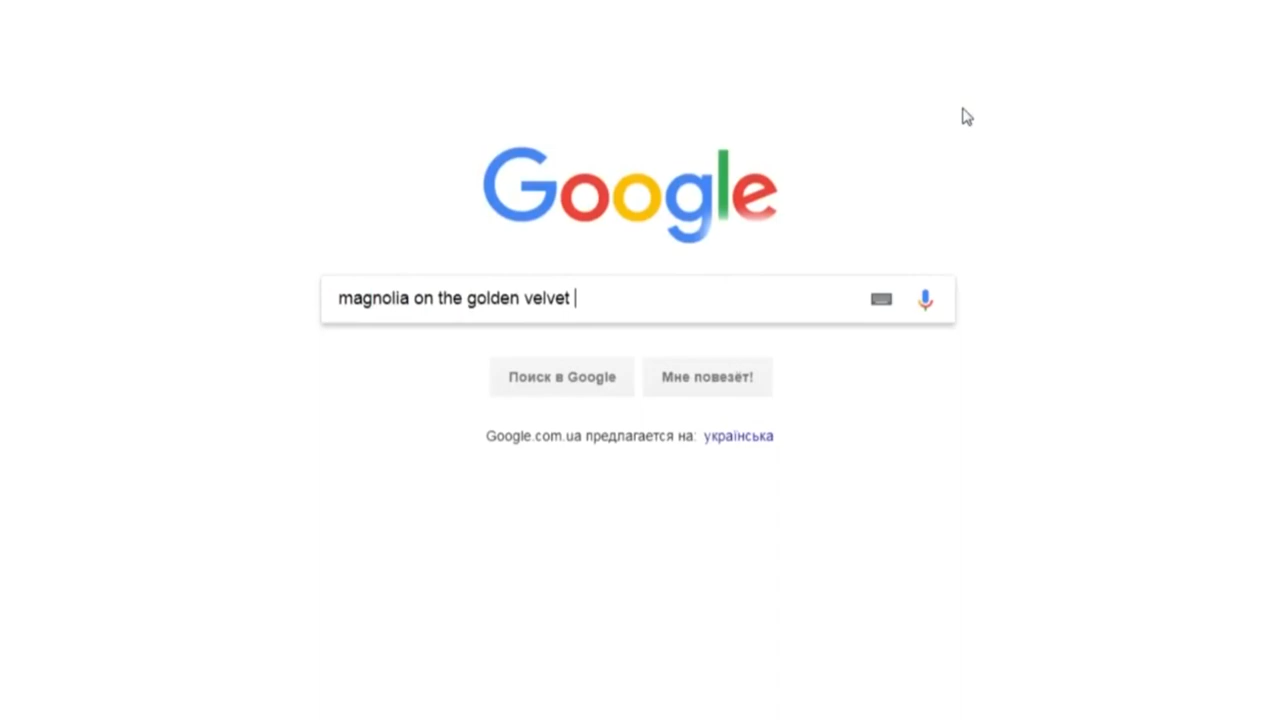 Google
magnolia on the golden velvet
Поиск в Google
Мне повезёт!
Google.com.ua предлагается на: українська